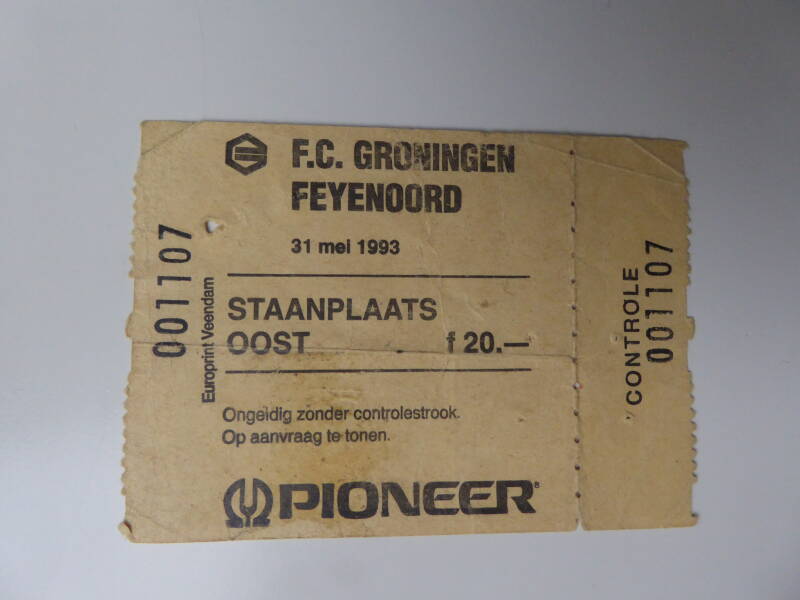 F.C. GRONINGEN
FEYENOORD
31 mei 1993
STAANPLAATS
OOST f 20.—
Ongeldig zonder controlestrook.
Op aanvraag te tonen.
PIONEER®
001107
Europrint Veendam
CONTROLE
001107